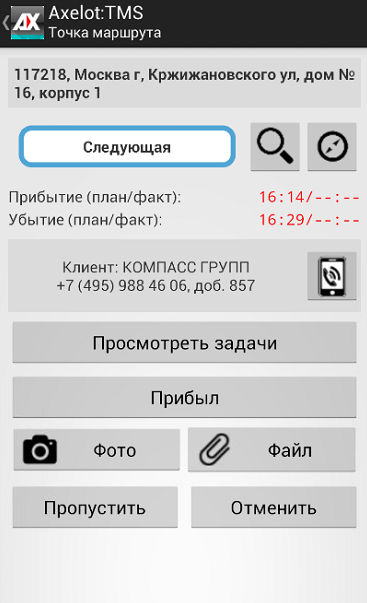 Axelot:TMS
Точка маршрута
117218, Москва г, Кржижановского ул, дом №
16, корпус 1
Следующая
Прибытие (план/факт): 16:14/--:--
Убытие (план/факт): 16:29/--:--
Клиент: КОМПАСС ГРУПП
+7 (495) 988 46 06, доб. 857
Просмотреть задачи
Прибыл
Фото
Файл
Пропустить
Отменить